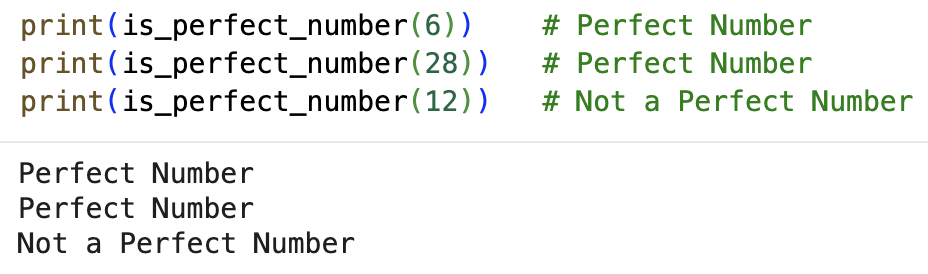 print(is_perfect_number(6))    # Perfect Number
print(is_perfect_number(28))   # Perfect Number
print(is_perfect_number(12))   # Not a Perfect Number
Perfect Number
Perfect Number
Not a Perfect Number